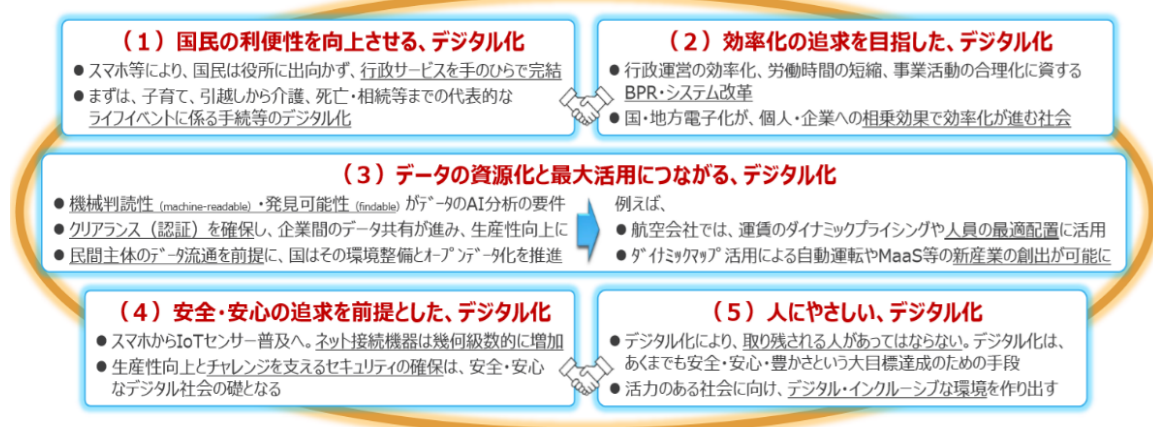 (1) 国民の利便性を向上させる、デジタル化
● スマホ等により、国民は役所に出向かず、行政サービスを手のひらで完結
● まずは、子育て、引越しから介護、死亡・相続等までの代表的な
ライフイベントに係る手続等のデジタル化
(2) 効率化の追求を目指した、デジタル化
● 行政運営の効率化、労働時間の短縮、事業活動の合理化に資する
BPR・システム改革
● 国・地方電子化が、個人・企業への相乗効果で効率化が進む社会
(3) データの資源化と最大活用につながる、デジタル化
● 機械判読性 (machine-readable) ・発見可能性 (findable) がデータのAI分析の要件
● クリアランス（認証）を確保し、企業間のデータ共有が進み、生産性向上に
● 民間主体のデータ流通を前提に、国はその環境整備とオープンデータ化を推進
例えば、
● 航空会社では、運賃のダイナミックプライシングや人員の最適配置に活用
● ダイナミックマップ活用による自動運転やMaaS等の新産業の創出が可能に
(4) 安全・安心の追求を前提とした、デジタル化
● スマホからIoTセンサー普及へ。ネット接続機器は幾何級数的に増加
● 生産性向上とチャレンジを支えるセキュリティの確保は、安全・安心
なデジタル社会の礎となる
(5) 人にやさしい、デジタル化
● デジタル化により、取り残される人があってはならない。デジタル化は、
あくまでも安全・安心・豊かさという大目標達成のための手段
● 活力のある社会に向け、デジタル・インクルーシブな環境を作り出す